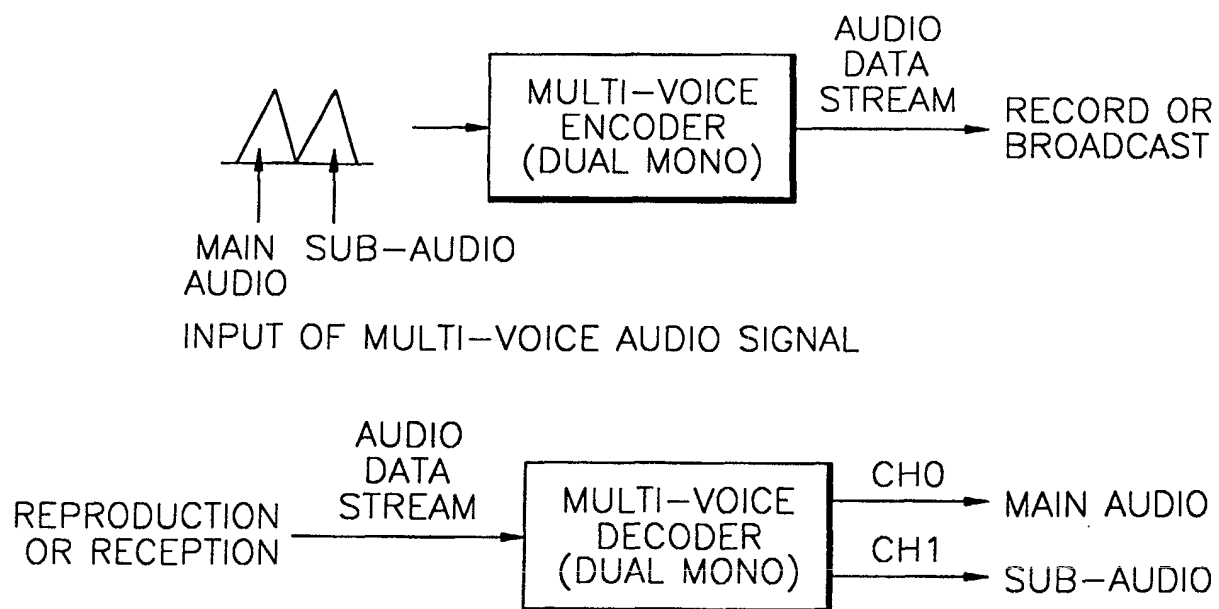 MULTI-VOICE
ENCODER
(DUAL MONO)
AUDIO
DATA
STREAM
RECORD OR
BROADCAST
MAIN
AUDIO
SUB-AUDIO
INPUT OF MULTI-VOICE AUDIO SIGNAL
REPRODUCTION
OR RECEPTION
AUDIO
DATA
STREAM
MULTI-VOICE
DECODER
(DUAL MONO)
CH0
MAIN AUDIO
CH1
SUB-AUDIO